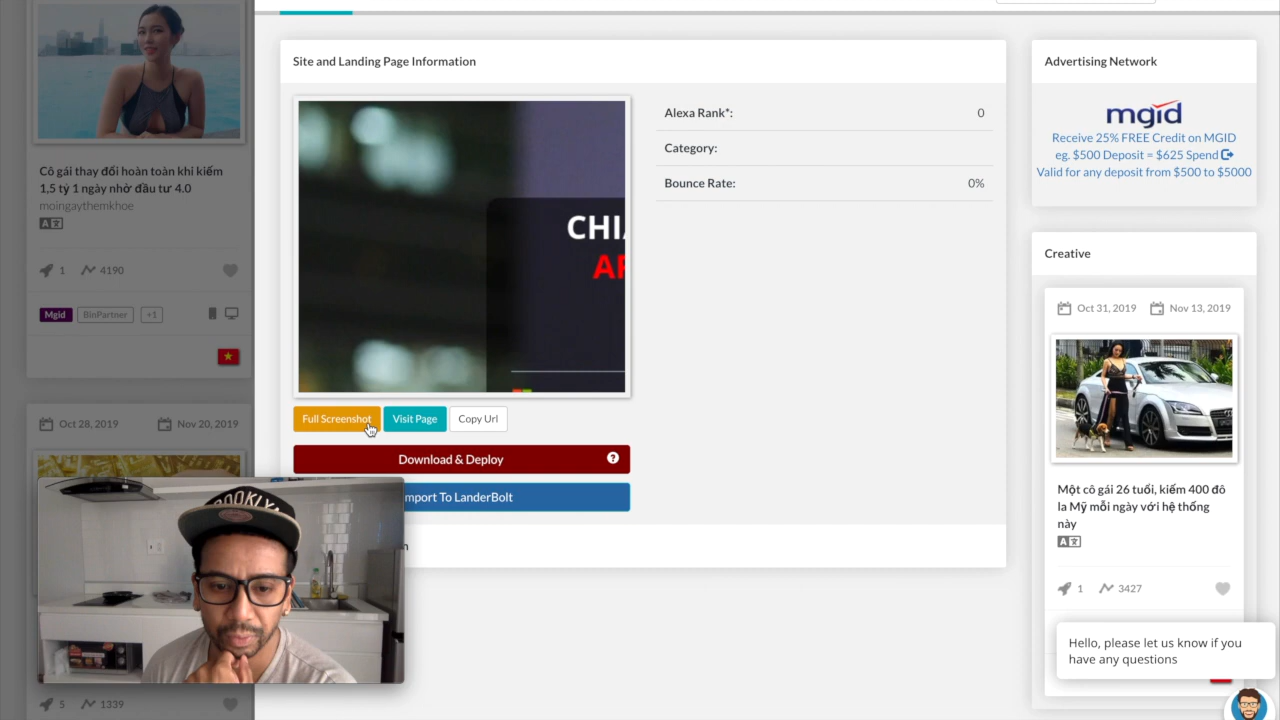 Cô gái thay đổi hoàn toàn khi kiếm
1,5 tỷ 1 ngày nhờ đầu tư 4.0
moingaythemkhoe
A
1
4190
Mgid
BinPartner
+1
Oct 28, 2019
Nov 20, 2019
BROOKLYN
5
1339
Site and Landing Page Information
CHI
Full Screenshot
Visit Page
Copy Url
Download & Deploy
?
mport To LanderBolt
n
Alexa Rank*:
0
Category:
Bounce Rate:
0%
Advertising Network
mgid
Receive 25% FREE Credit on MGID
eg. $500 Deposit = $625 Spend
Valid for any deposit from $500 to $5000
Creative
Oct 31, 2019
Nov 13, 2019
Một cô gái 26 tuổi, kiếm 400 đô
la Mỹ mỗi ngày với hệ thống
này
A
1
3427
Hello, please let us know if you
have any questions